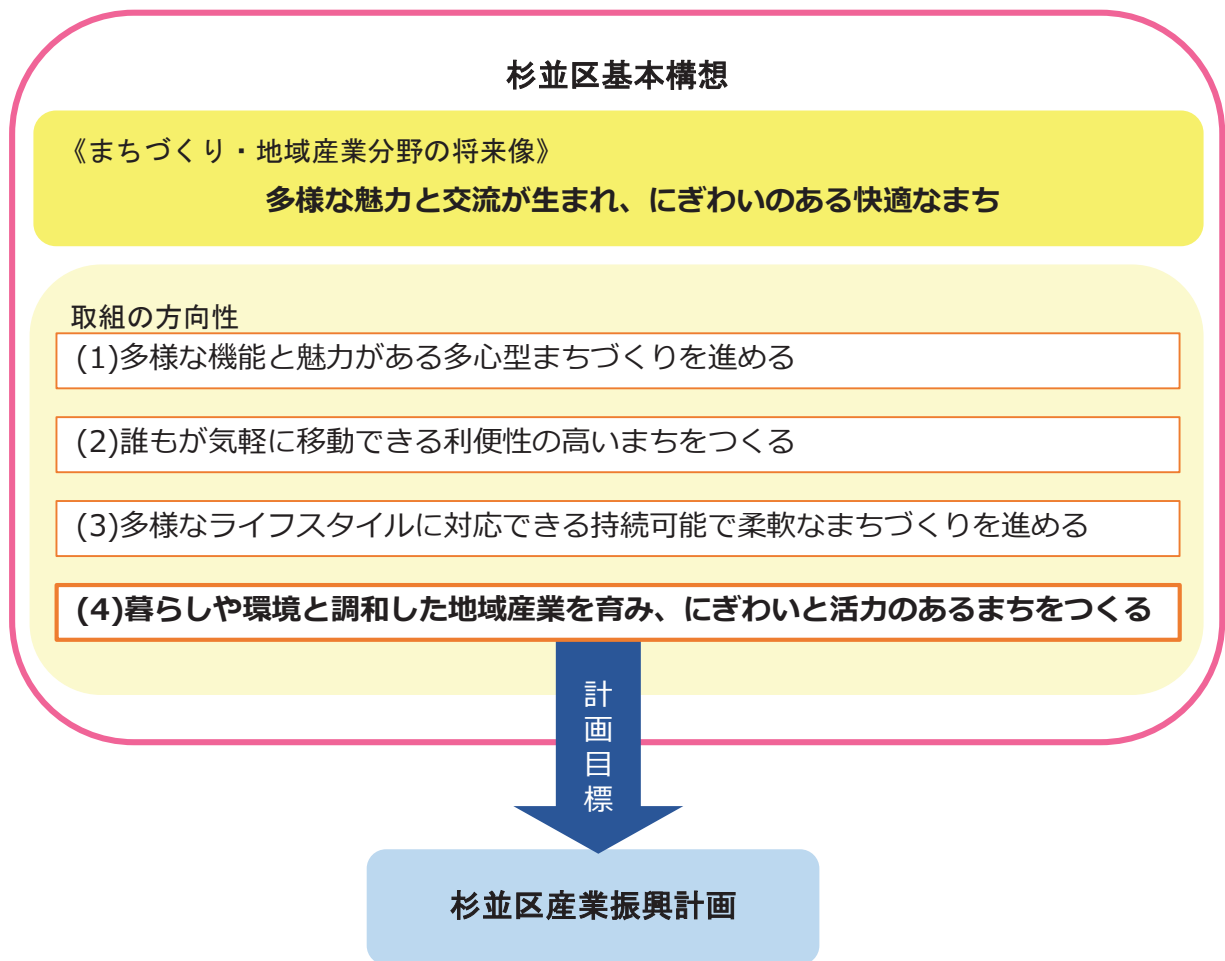 杉並区基本構想
《まちづくり・地域産業分野の将来像》
多様な魅力と交流が生まれ、にぎわいのある快適なまち
取組の方向性
(1)多様な機能と魅力がある多心型まちづくりを進める
(2)誰もが気軽に移動できる利便性の高いまちをつくる
(3)多様なライフスタイルに対応できる持続可能で柔軟なまちづくりを進める
(4)暮らしや環境と調和した地域産業を育み、にぎわいと活力のあるまちをつくる
計画目標
杉並区産業振興計画